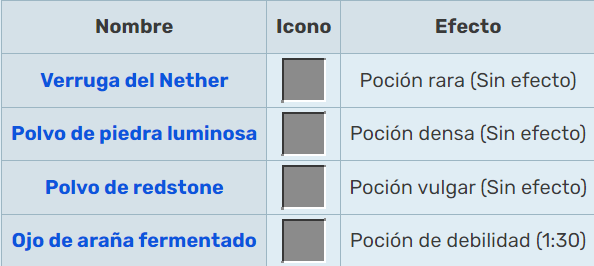 Nombre Icono Efecto
Verruga del Nether Poción rara (Sin efecto)
Polvo de piedra luminosa Poción densa (Sin efecto)
Polvo de redstone Poción vulgar (Sin efecto)
Ojo de araña fermentado Poción de debilidad (1:30)